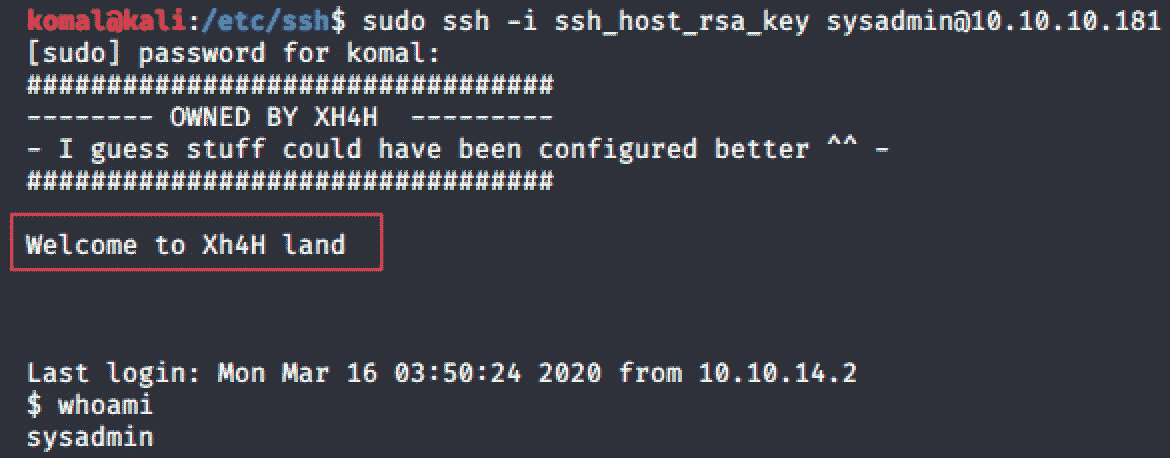 komal@kali:/etc/ssh$ sudo ssh -i ssh_host_rsa_key sysadmin@10.10.10.181
[sudo] password for komal:
#################################
-------- OWNED BY XH4H  ---------
- I guess stuff could have been configured better ^^ -
#################################
Welcome to Xh4H land
Last login: Mon Mar 16 03:50:24 2020 from 10.10.14.2
$ whoami
sysadmin